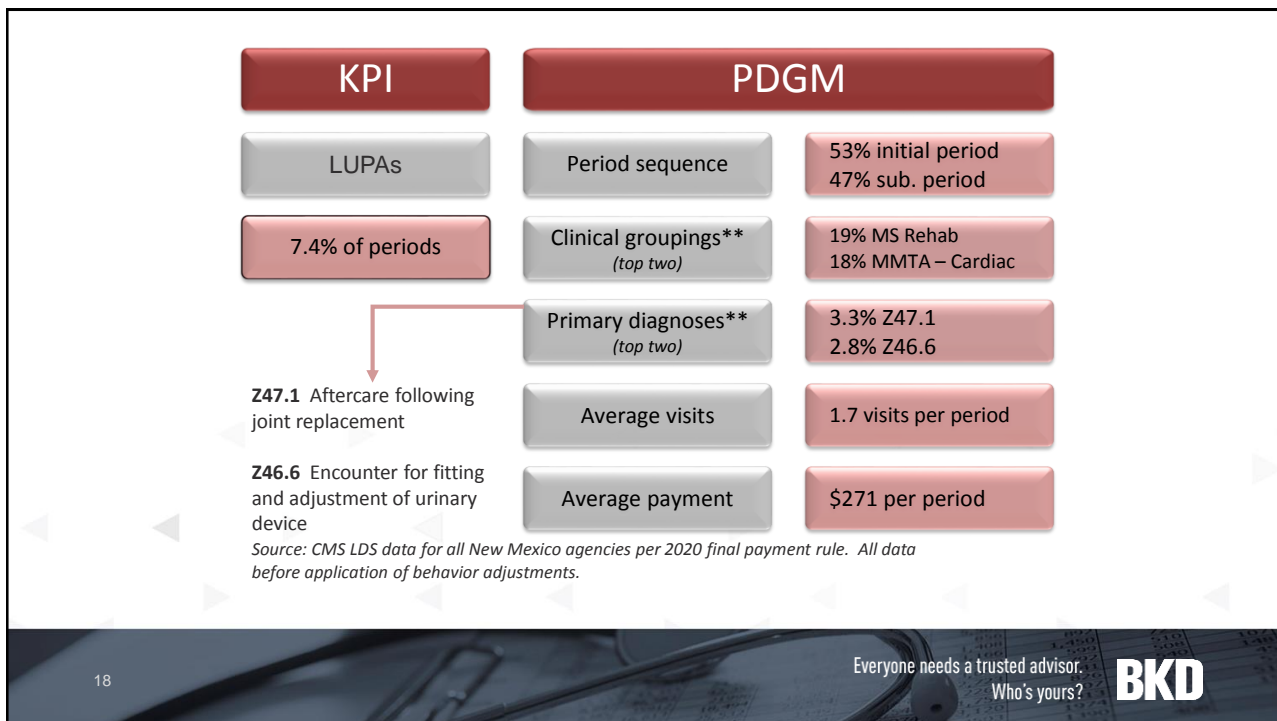 KPI
PDGM
LUPAs
Period sequence
53% initial period
47% sub. period
7.4% of periods
Clinical groupings**
(top two)
19% MS Rehab
18% MMTA – Cardiac
Primary diagnoses**
(top two)
3.3% Z47.1
2.8% Z46.6
Z47.1  Aftercare following
joint replacement
Average visits
1.7 visits per period
Z46.6  Encounter for fitting
and adjustment of urinary
device
Average payment
$271 per period
Source: CMS LDS data for all New Mexico agencies per 2020 final payment rule.  All data
before application of behavior adjustments.
18
Everyone needs a trusted advisor.
Who's yours?
BKD